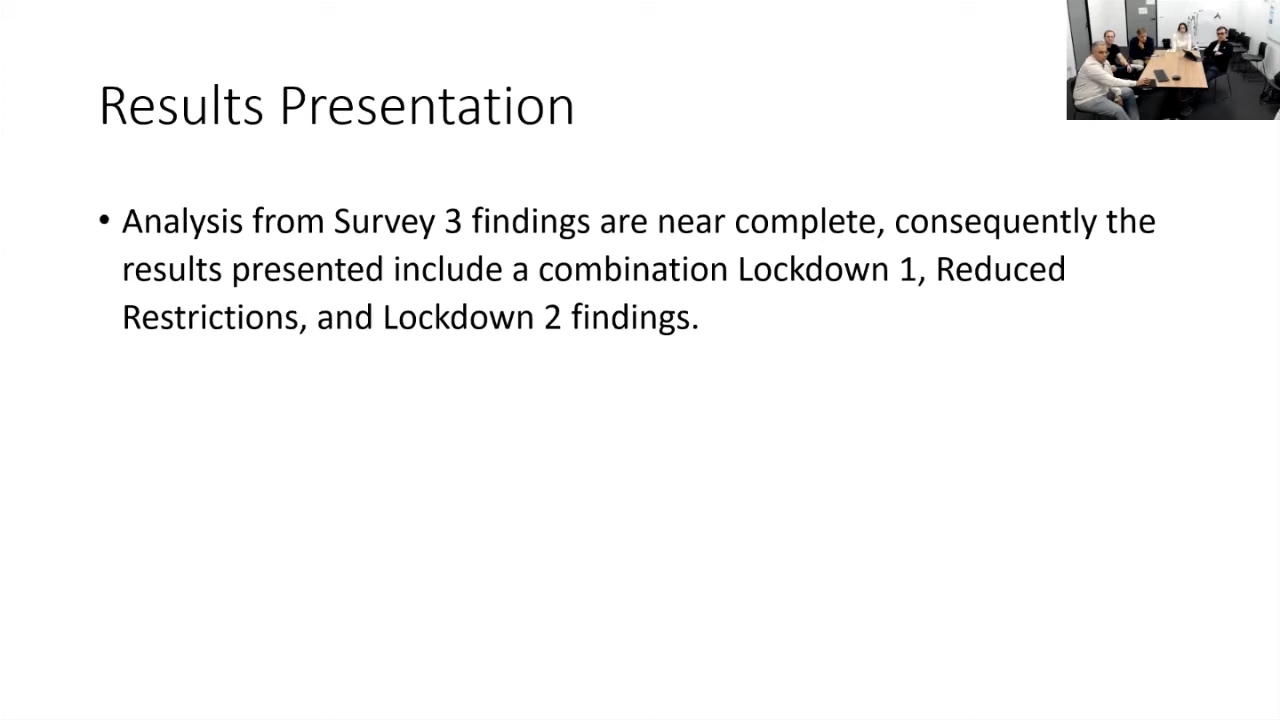 Results Presentation
• Analysis from Survey 3 findings are near complete, consequently the
results presented include a combination Lockdown 1, Reduced
Restrictions, and Lockdown 2 findings.